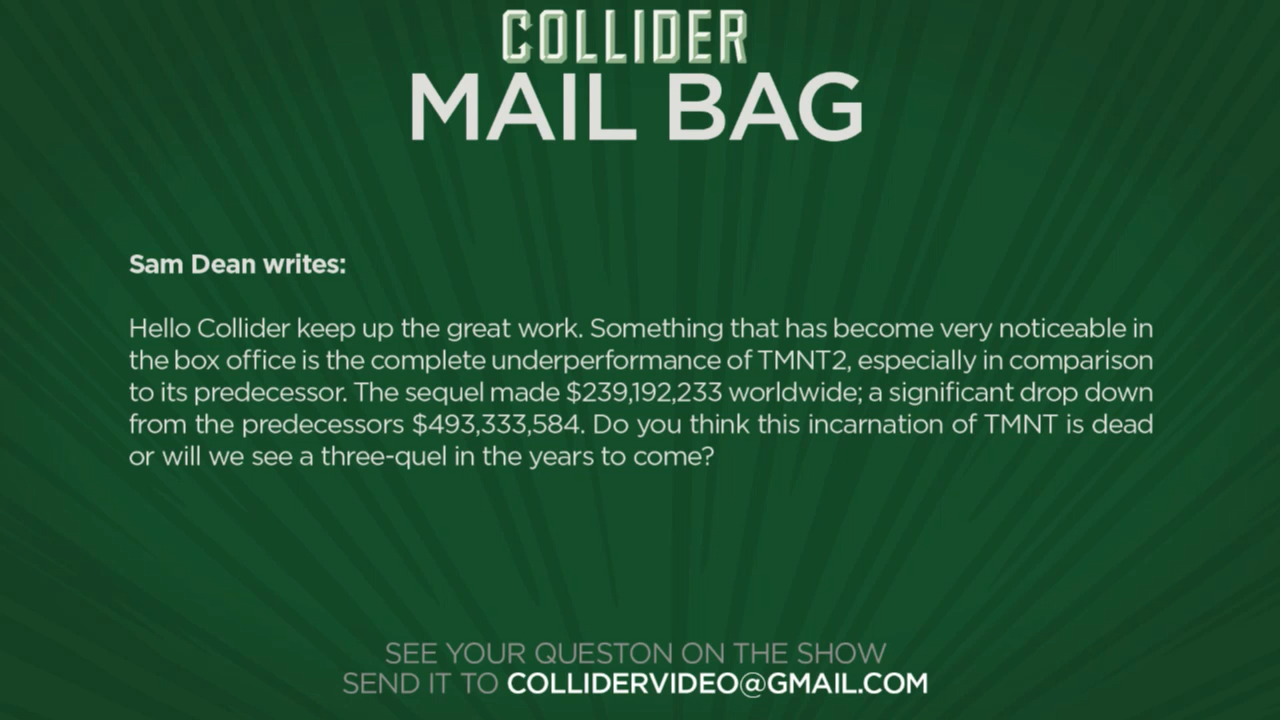 COLLIDER
MAIL BAG
Sam Dean writes:
Hello Collider keep up the great work. Something that has become very noticeable in
the box office is the complete underperformance of TMNT2, especially in comparison
to its predecessor. The sequel made $239,192,233 worldwide; a significant drop down
from the predecessors $493,333,584. Do you think this incarnation of TMNT is dead
or will we see a three-quel in the years to come?
SEE YOUR QUESTON ON THE SHOW
SEND IT TO COLLIDERVIDEO@GMAIL.COM